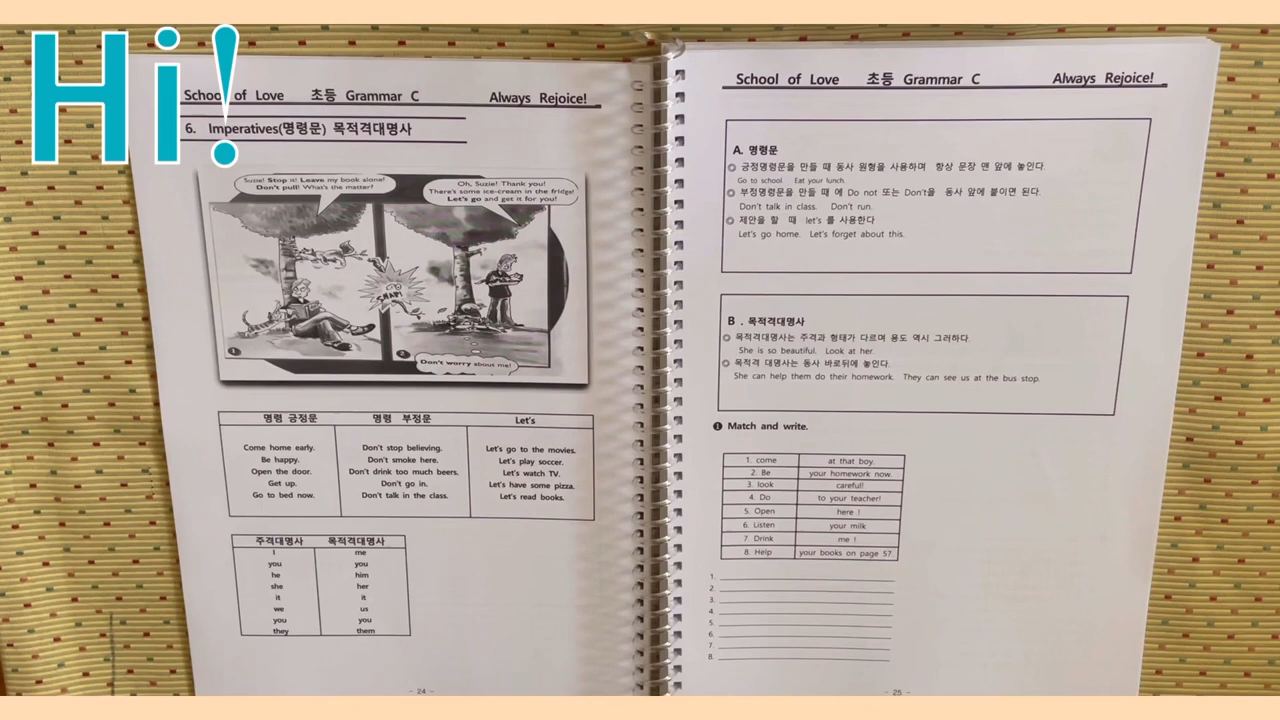 Hi!
School of Love 초등 Grammar C Always Rejoice!
6. Imperatives(명령문) 목적격대명사
Suzie! Stop it! Leave my book alone!
Don't pull! What's the matter?
Oh, Suzie! Thank you!
There's some ice-cream in the fridge!
Let's go and get it for you!
SNAP!
1
2
Don't worry about me!
명령 긍정문 명령 부정문 Let's
Come home early. Don't stop believing. Let's go to the movies.
Be happy. Don't smoke here. Let's play soccer.
Open the door. Don't drink too much beers. Let's watch TV.
Get up. Don't go in. Let's have some pizza.
Go to bed now. Don't talk in the class. Let's read books.
주격대명사 목적격대명사
I me
you you
he him
she her
it it
we us
you you
they them
- 24 -
School of Love 초등 Grammar C Always Rejoice!
A. 명령문
◎ 긍정명령문을 만들 때 동사 원형을 사용하며 항상 문장 맨 앞에 놓인다.
Go to school. Eat your lunch.
◎ 부정명령문을 만들 때 에 Do not 또는 Don't을 동사 앞에 붙이면 된다.
Don't talk in class. Don't run.
◎ 제안을 할 때 let's 를 사용한다
Let's go home. Let's forget about this.
B . 목적격대명사
◎ 목적격대명사는 주격과 형태가 다르며 용도 역시 그러하다.
She is so beautiful. Look at her.
◎ 목적격 대명사는 동사 바로뒤에 놓인다.
She can help them do their homework. They can see us at the bus stop.
❶ Match and write.
1. come at that boy.
2. Be your homework now.
3. look careful!
4. Do to your teacher!
5. Open here !
6. Listen your milk
7. Drink me !
8. Help your books on page 57.
1.
2.
3.
4.
5.
6.
7.
8.
- 25 -